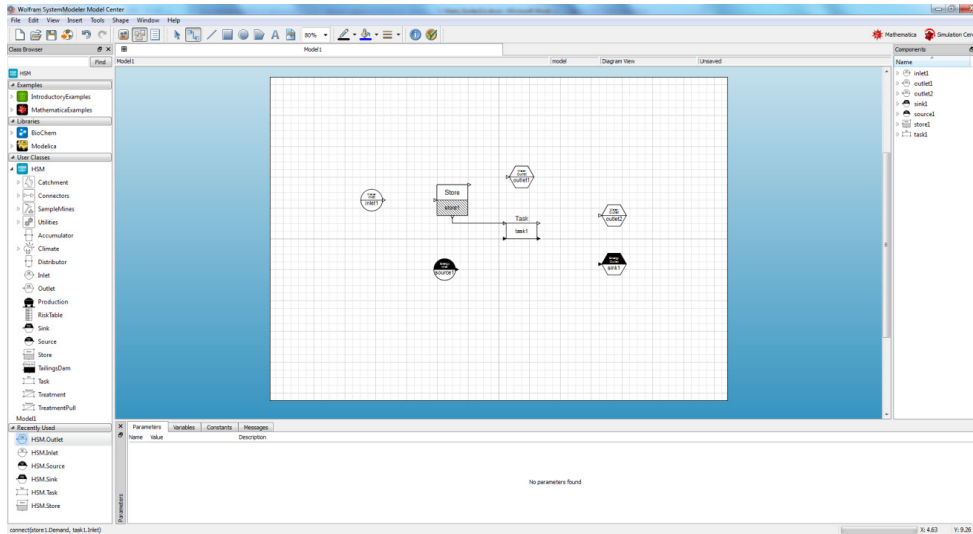 Wolfram SystemModeler Model Center
File Edit View Insert Tools Shape Window Help
80%
Mathematica
Simulation Cen
Class Browser
Model1
Components
Find
Model1
model
Diagram View
Unsaved
Name
HSM
Examples
IntroductoryExamples
MathematicaExamples
Libraries
BioChem
Modelica
User Classes
HSM
Catchment
Connectors
SampleMines
Utilities
Accumulator
Climate
Distributor
Inlet
Outlet
Production
RiskTable
Sink
Source
Store
TailingsDam
Task
Treatment
TreatmentPull
Model1
Recently Used
HSM.Outlet
HSM.Inlet
HSM.Source
HSM.Sink
HSM.Task
HSM.Store
inlet1
Store
store1
outlet1
Task
task1
outlet2
source1
sink1
inlet1
outlet1
outlet2
sink1
source1
store1
task1
Parameters Variables Constants Messages
Name Value Description
No parameters found
Parameters
connect(store1.Demand, task1.Inlet)
X: 4.63 Y: 9.26